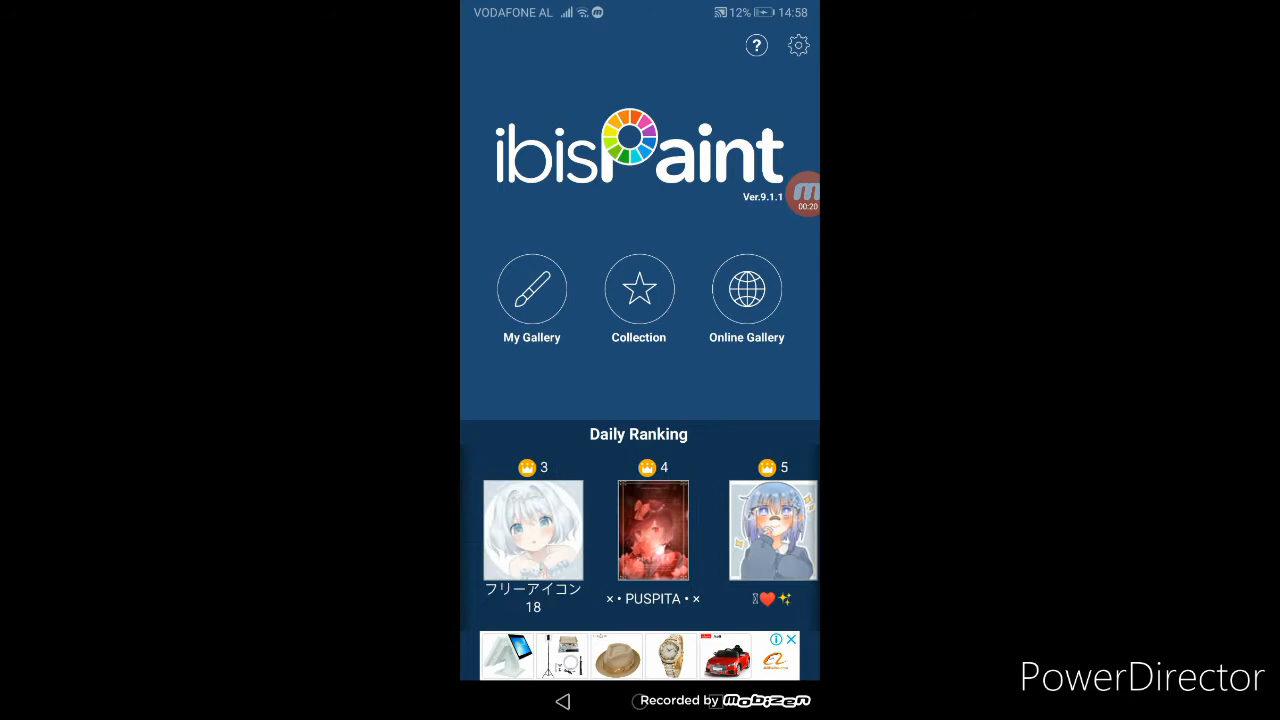 VODAFONE AL 12% 14:58
?
ibisPaint
Ver.9.1.1
00:20
My Gallery Collection Online Gallery
Daily Ranking
3 4 5
フリーアイコン
18
× • PUSPITA • ×
Recorded by mobizen
PowerDirector